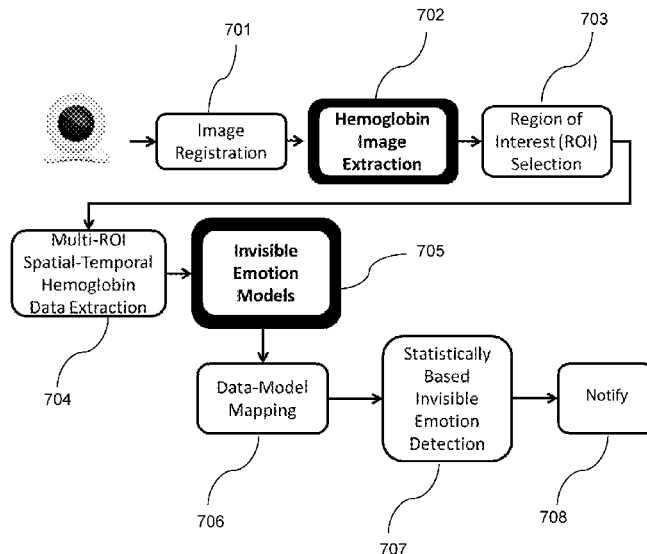 701
702
703
Image
Registration
Hemoglobin
Image
Extraction
Region of
Interest (ROI)
Selection
Multi-ROI
Spatial-Temporal
Hemoglobin
Data Extraction
Invisible
Emotion
Models
705
704
Data-Model
Mapping
Statistically
Based
Invisible
Emotion
Detection
Notify
706
707
708